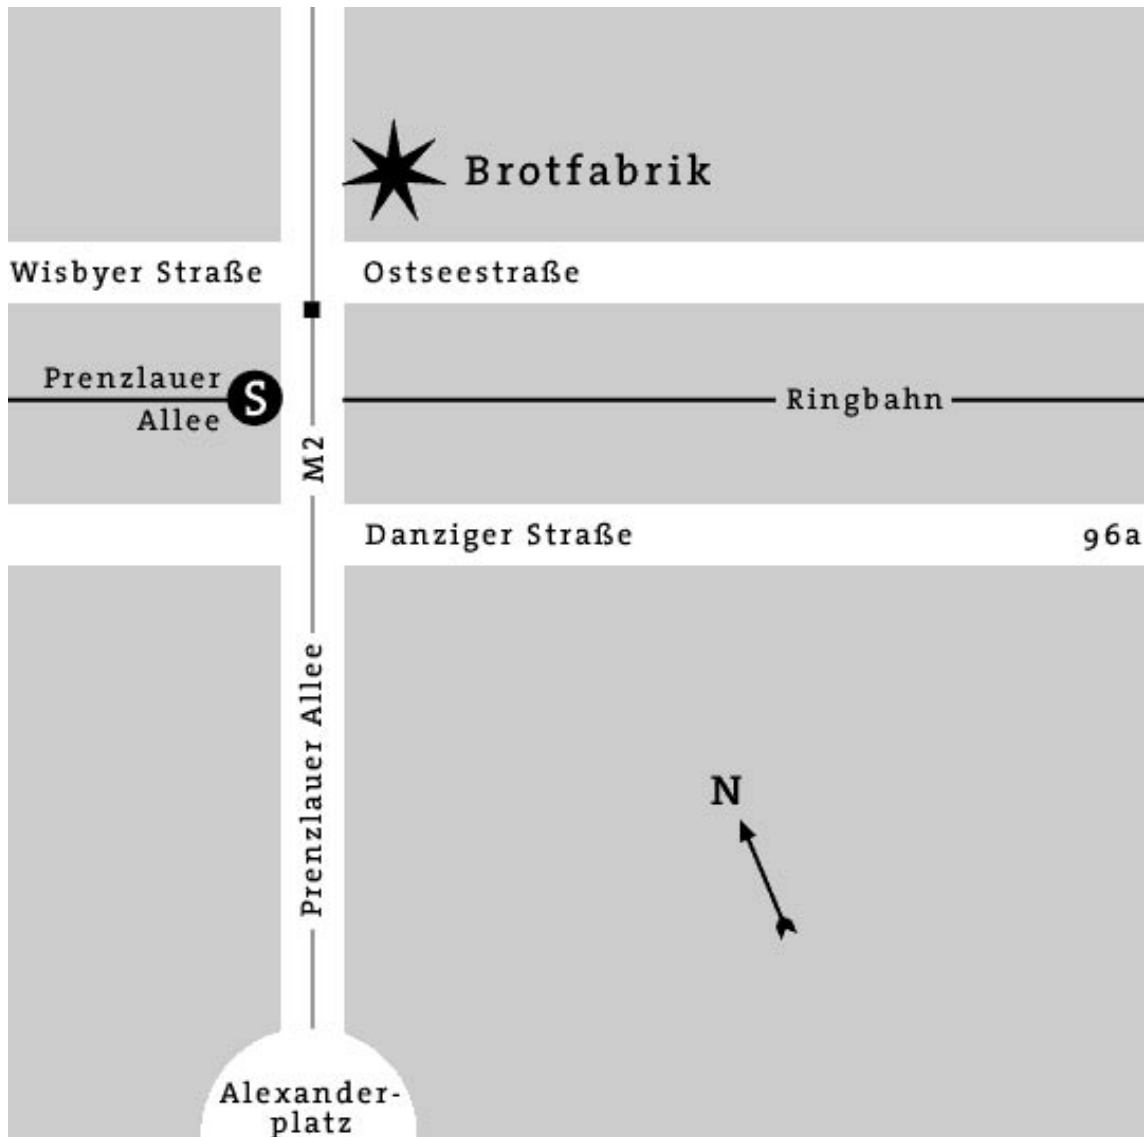 Brotfabrik
Wisbyer Straße
Ostseestraße
Prenzlauer
Allee
S
Ringbahn
M2
Danziger Straße
96a
Prenzlauer Allee
N
Alexander-
platz